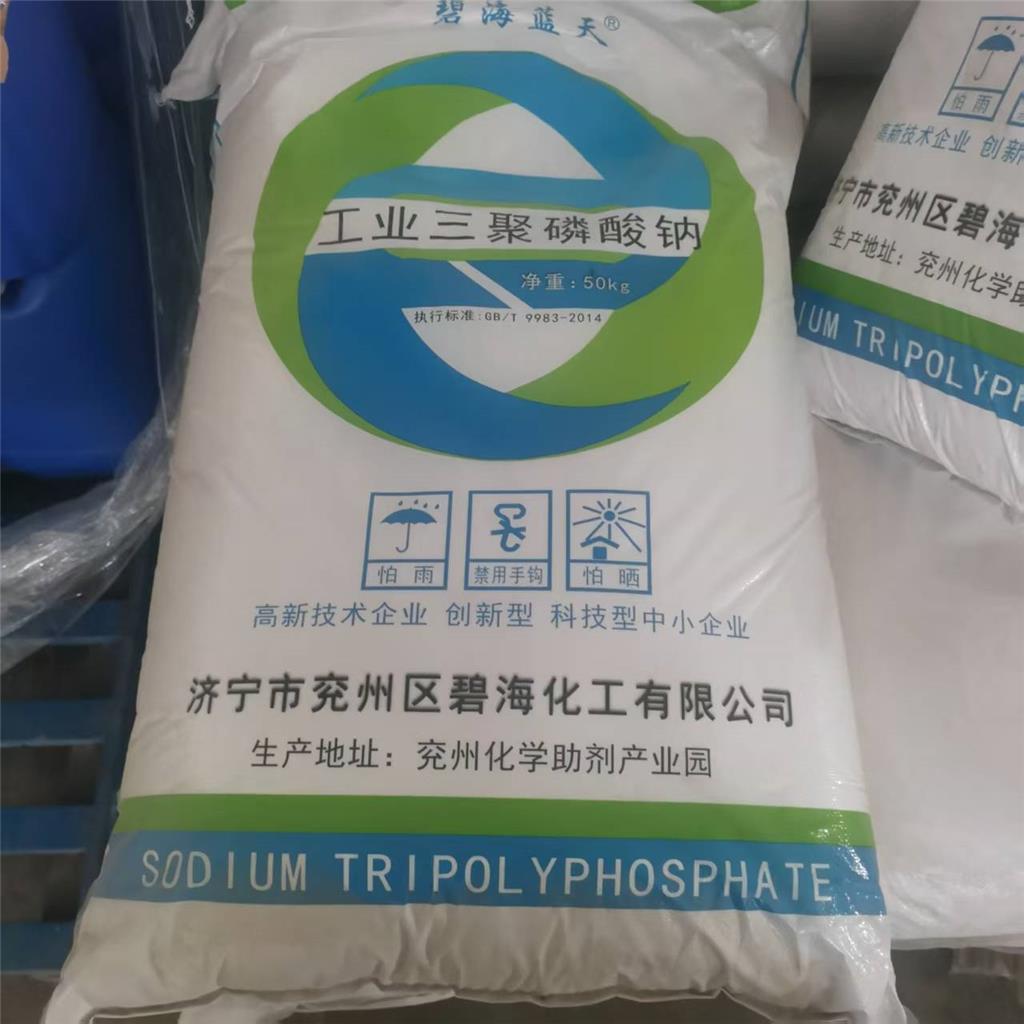 碧海蓝天®
工业三聚磷酸钠
净重:50kg
执行标准:GB/T 9983-2014
怕雨
禁用手钩
怕晒
高新技术企业 创新型 科技型中小企业
济宁市兖州区碧海化工有限公司
生产地址：兖州化学助剂产业园
SODIUM TRIPOLYPHOSPHATE
怕雨
高新技术企业 创新
宁市兖州区碧海
生产地址：兖州化学助
IUM TRIPOLYPH